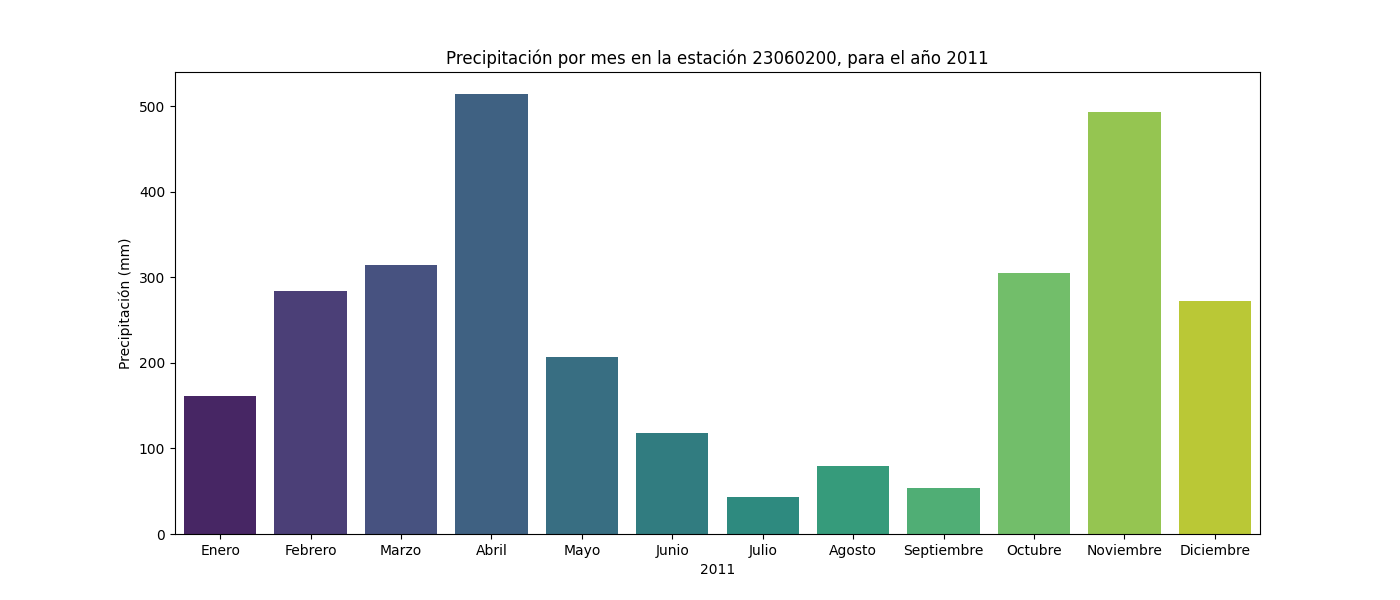 Precipitación por mes en la estación 23060200, para el año 2011
Precipitación (mm)
500
400
300
200
100
0
Enero Febrero Marzo Abril Mayo Junio Julio Agosto Septiembre Octubre Noviembre Diciembre
2011